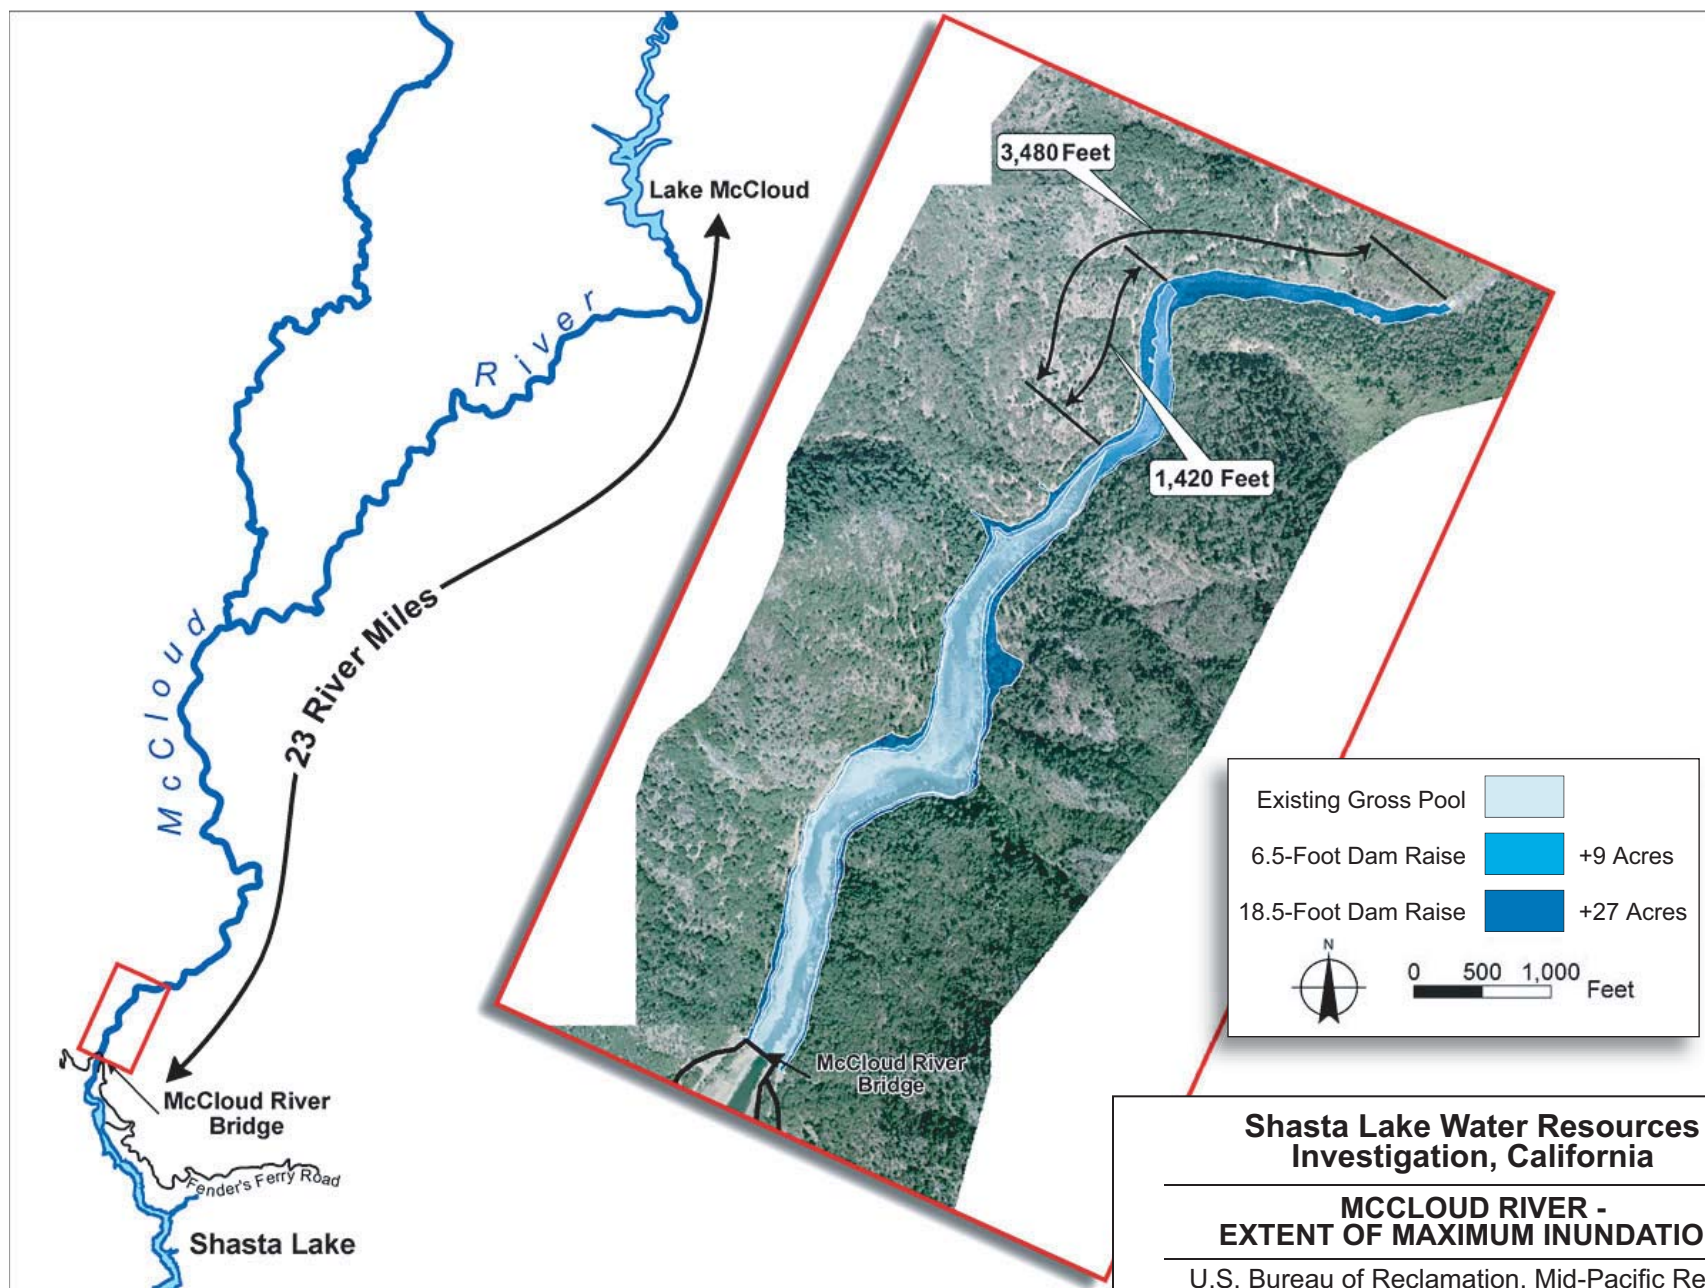 Lake McCloud
McCloud River
23 River Miles
McCloud River
Bridge
Fender's Ferry Road
Shasta Lake
3,480 Feet
1,420 Feet
McCloud River
Bridge
Existing Gross Pool
6.5-Foot Dam Raise +9 Acres
18.5-Foot Dam Raise +27 Acres
N
0 500 1,000
Feet
Shasta Lake Water Resources
Investigation, California
MCCLOUD RIVER -
EXTENT OF MAXIMUM INUNDATIO
U.S. Bureau of Reclamation, Mid-Pacific Re